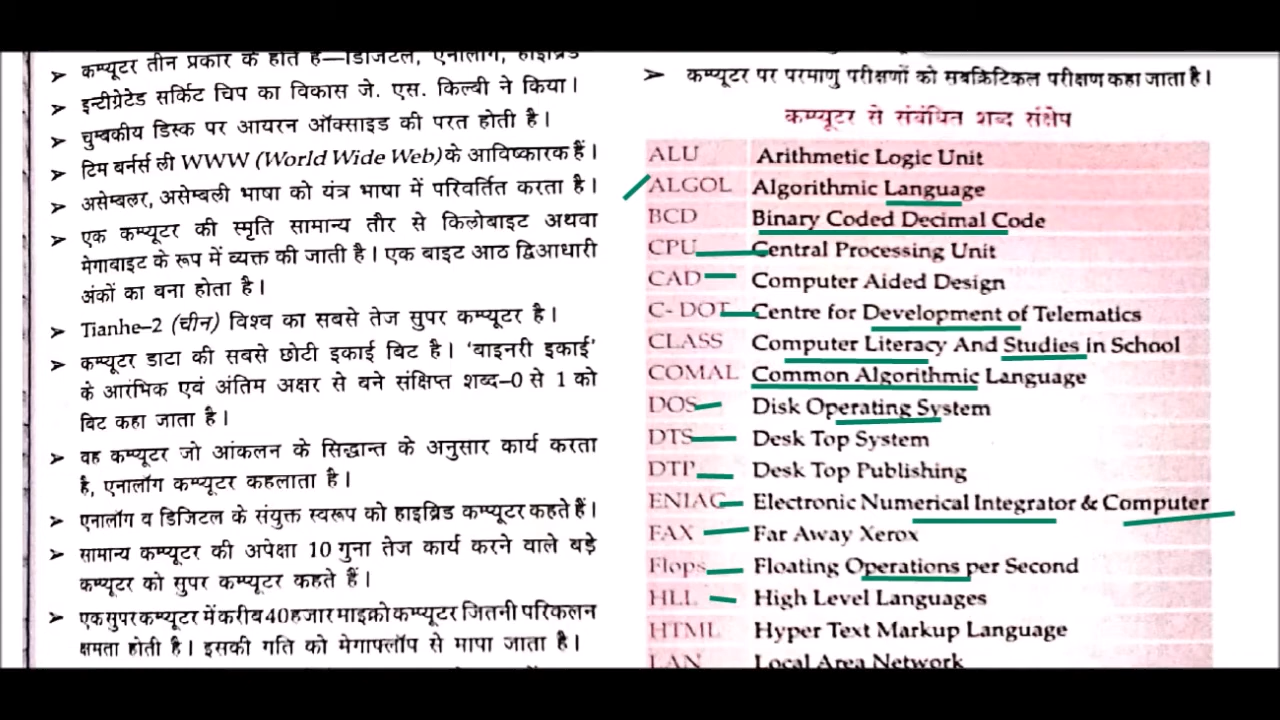 कम्प्यूटर तीन प्रकार के होते हैं—डिजिटल, एनालॉग, हाइब्रिड
इन्टीग्रेटेड सर्किट चिप का विकास जे. एस. किल्बी ने किया।
चुम्बकीय डिस्क पर आयरन ऑक्साइड की परत होती है।
टिम बर्नर्स ली WWW (World Wide Web) के आविष्कारक हैं।
असेम्बलर, असेम्बली भाषा को यंत्र भाषा में परिवर्तित करता है।
एक कम्प्यूटर की स्मृति सामान्य तौर से किलोबाइट अथवा
मेगाबाइट के रूप में व्यक्त की जाती है। एक बाइट आठ द्विआधारी
अंकों का बना होता है।
Tianhe–2 (चीन) विश्व का सबसे तेज सुपर कम्प्यूटर है।
कम्प्यूटर डाटा की सबसे छोटी इकाई बिट है। 'बाइनरी इकाई'
के आरंभिक एवं अंतिम अक्षर से बने संक्षिप्त शब्द–0 से 1 को
बिट कहा जाता है।
वह कम्प्यूटर जो आंकलन के सिद्धान्त के अनुसार कार्य करता
है, एनालॉग कम्प्यूटर कहलाता है।
एनालॉग व डिजिटल के संयुक्त स्वरूप को हाइब्रिड कम्प्यूटर कहते हैं।
सामान्य कम्प्यूटर की अपेक्षा 10 गुना तेज कार्य करने वाले बड़े
कम्प्यूटर को सुपर कम्प्यूटर कहते हैं।
एक सुपर कम्प्यूटर में करीब 40 हजार माइक्रो कम्प्यूटर जितनी परिकलन
क्षमता होती है। इसकी गति को मेगाफ्लॉप से मापा जाता है।
कम्प्यूटर पर परमाणु परीक्षणों को सबक्रिटिकल परीक्षण कहा जाता है।
कम्प्यूटर से संबंधित शब्द संक्षेप
ALU Arithmetic Logic Unit
ALGOL Algorithmic Language
BCD Binary Coded Decimal Code
CPU Central Processing Unit
CAD Computer Aided Design
C- DOT Centre for Development of Telematics
CLASS Computer Literacy And Studies in School
COMAL Common Algorithmic Language
DOS Disk Operating System
DTS Desk Top System
DTP Desk Top Publishing
ENIAC Electronic Numerical Integrator & Computer
FAX Far Away Xerox
Flops Floating Operations per Second
HLL High Level Languages
HTML Hyper Text Markup Language
LAN Local Area Network